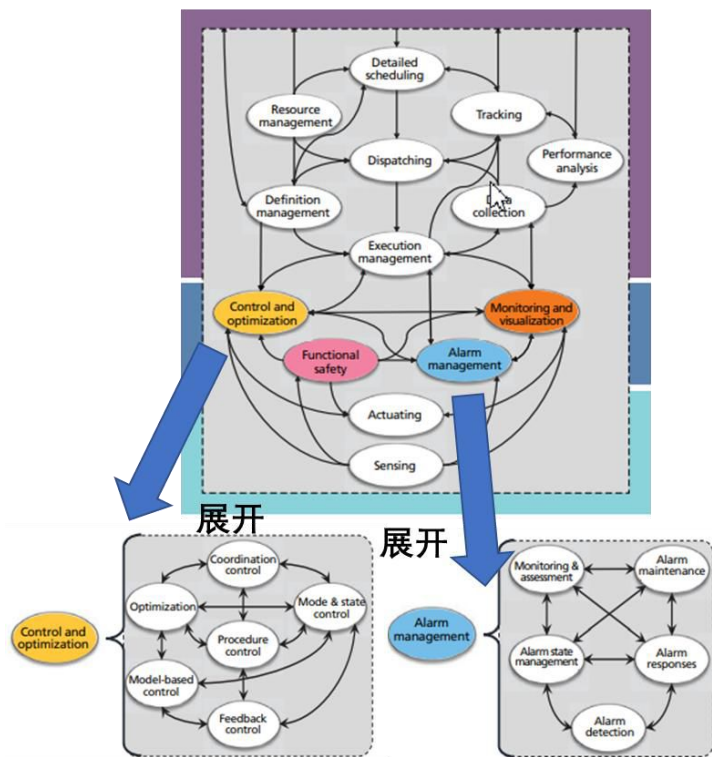 Detailed
scheduling
Resource
management
Tracking
Dispatching
Performance
analysis
Definition
management
collection
Execution
management
Control and
optimization
Monitoring and
visualization
Functional
safety
Alarm
management
Actuating
Sensing
展开
展开
Control and
optimization
Coordination
control
Optimization
Mode & state
control
Procedure
control
Model-based
control
Feedback
control
Alarm
management
Monitoring &
assessment
Alarm
maintenance
Alarm state
management
Alarm
responses
Alarm
detection